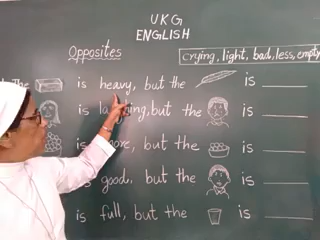 UKG
ENGLISH
Opposites
crying, light, bad, less, empty
The is heavy, but the is
is laughing, but the is
is more, but the is
is good, but the is
is full, but the is